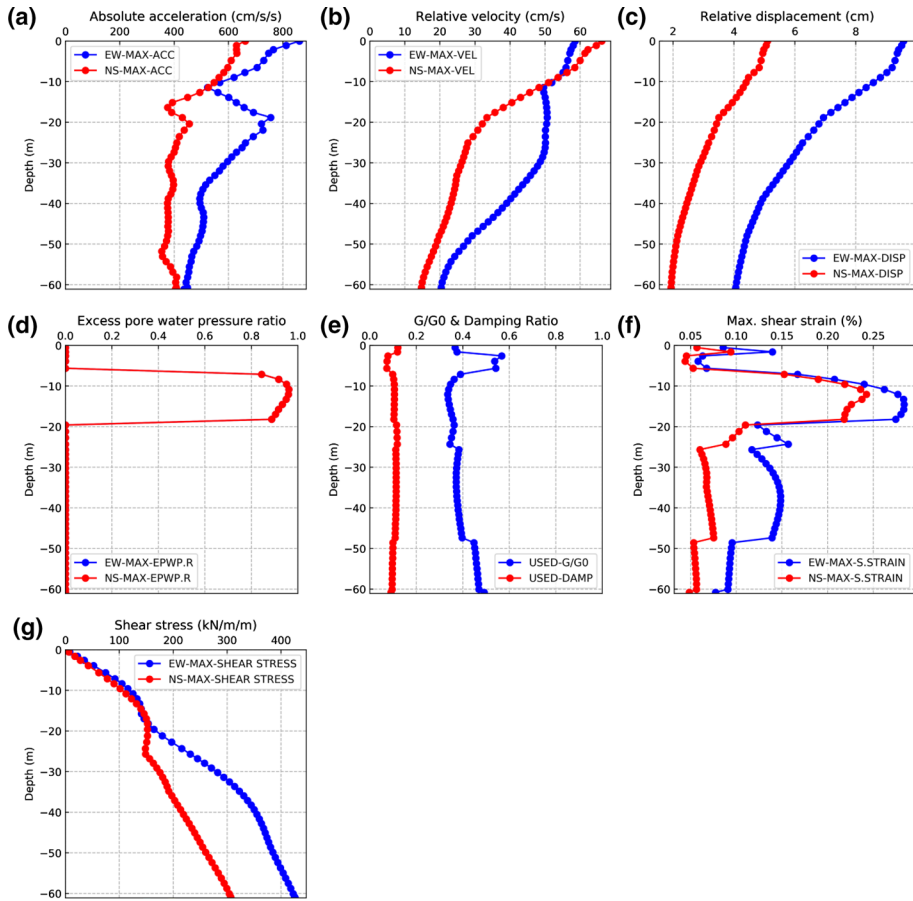 (a) Absolute acceleration (cm/s/s)
0 200 400 600 800
EW-MAX-ACC
NS-MAX-ACC
Depth (m)
0
−10
−20
−30
−40
−50
−60
(b) Relative velocity (cm/s)
0 10 20 30 40 50 60
EW-MAX-VEL
NS-MAX-VEL
Depth (m)
0
−10
−20
−30
−40
−50
−60
(c) Relative displacement (cm)
2 4 6 8
EW-MAX-DISP
NS-MAX-DISP
Depth (m)
0
−10
−20
−30
−40
−50
−60
(d) Excess pore water pressure ratio
0.0 0.2 0.4 0.6 0.8 1.0
EW-MAX-EPWP.R
NS-MAX-EPWP.R
Depth (m)
0
−10
−20
−30
−40
−50
−60
(e) G/G0 & Damping Ratio
0.0 0.2 0.4 0.6 0.8 1.0
USED-G/G0
USED-DAMP
Depth (m)
0
−10
−20
−30
−40
−50
−60
(f) Max. shear strain (%)
0.05 0.10 0.15 0.20 0.25
EW-MAX-S.STRAIN
NS-MAX-S.STRAIN
Depth (m)
0
−10
−20
−30
−40
−50
−60
(g) Shear stress (kN/m/m)
0 100 200 300 400
EW-MAX-SHEAR STRESS
NS-MAX-SHEAR STRESS
Depth (m)
0
−10
−20
−30
−40
−50
−60